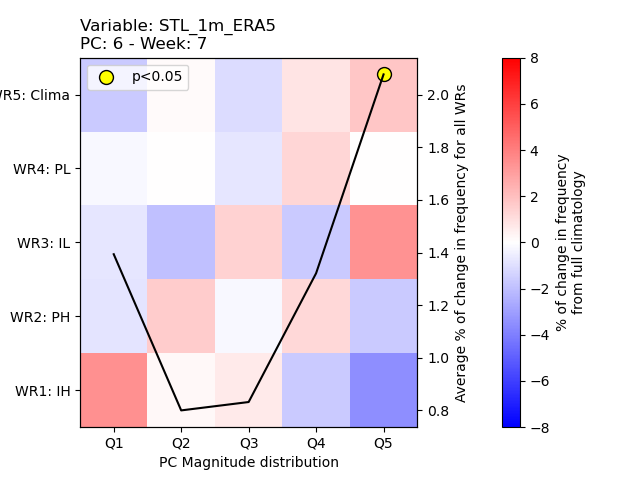 Variable: STL_1m_ERA5
PC: 6 - Week: 7
p<0.05
WR5: Clima
WR4: PL
WR3: IL
WR2: PH
WR1: IH
Q1 Q2 Q3 Q4 Q5
PC Magnitude distribution
2.0
1.8
1.6
1.4
1.2
1.0
0.8
Average % of change in frequency for all WRs
8
6
4
2
0
−2
−4
−6
−8
% of change in frequency
from full climatology